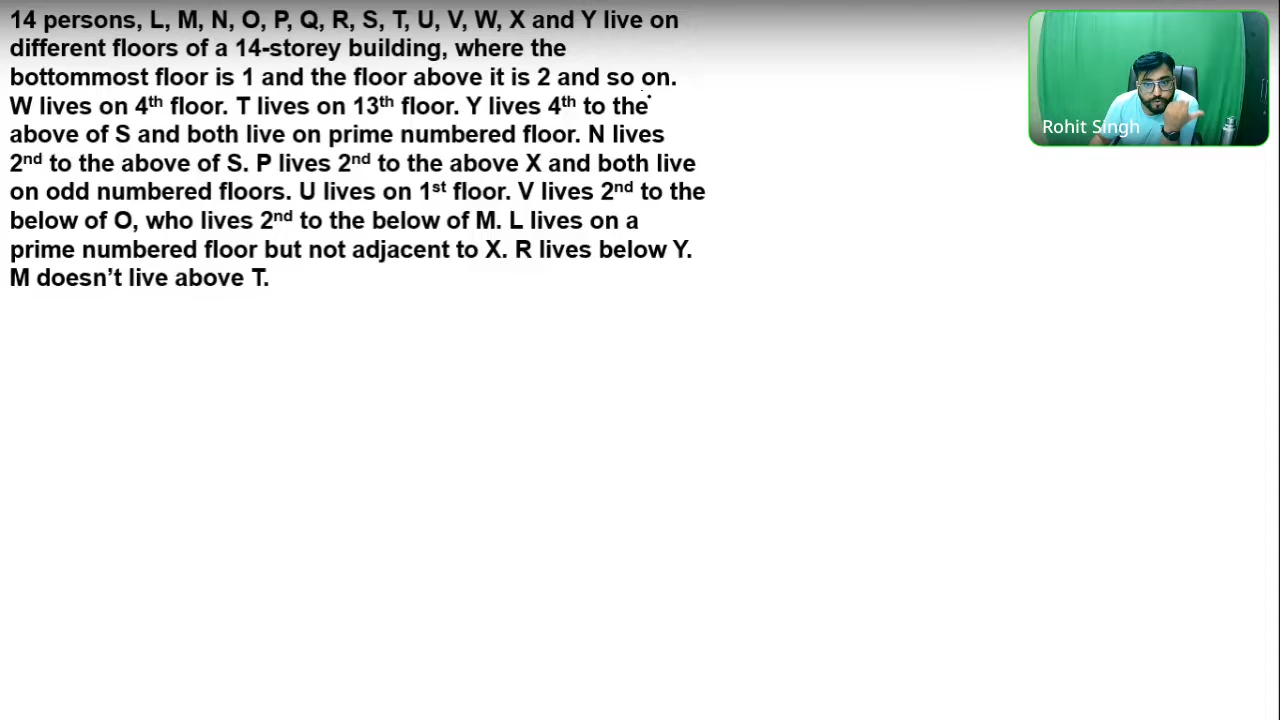 14 persons, L, M, N, O, P, Q, R, S, T, U, V, W, X and Y live on
different floors of a 14-storey building, where the
bottommost floor is 1 and the floor above it is 2 and so on.
W lives on 4th floor. T lives on 13th floor. Y lives 4th to the
above of S and both live on prime numbered floor. N lives
2nd to the above of S. P lives 2nd to the above X and both live
on odd numbered floors. U lives on 1st floor. V lives 2nd to the
below of O, who lives 2nd to the below of M. L lives on a
prime numbered floor but not adjacent to X. R lives below Y.
M doesn’t live above T.
Rohit Singh